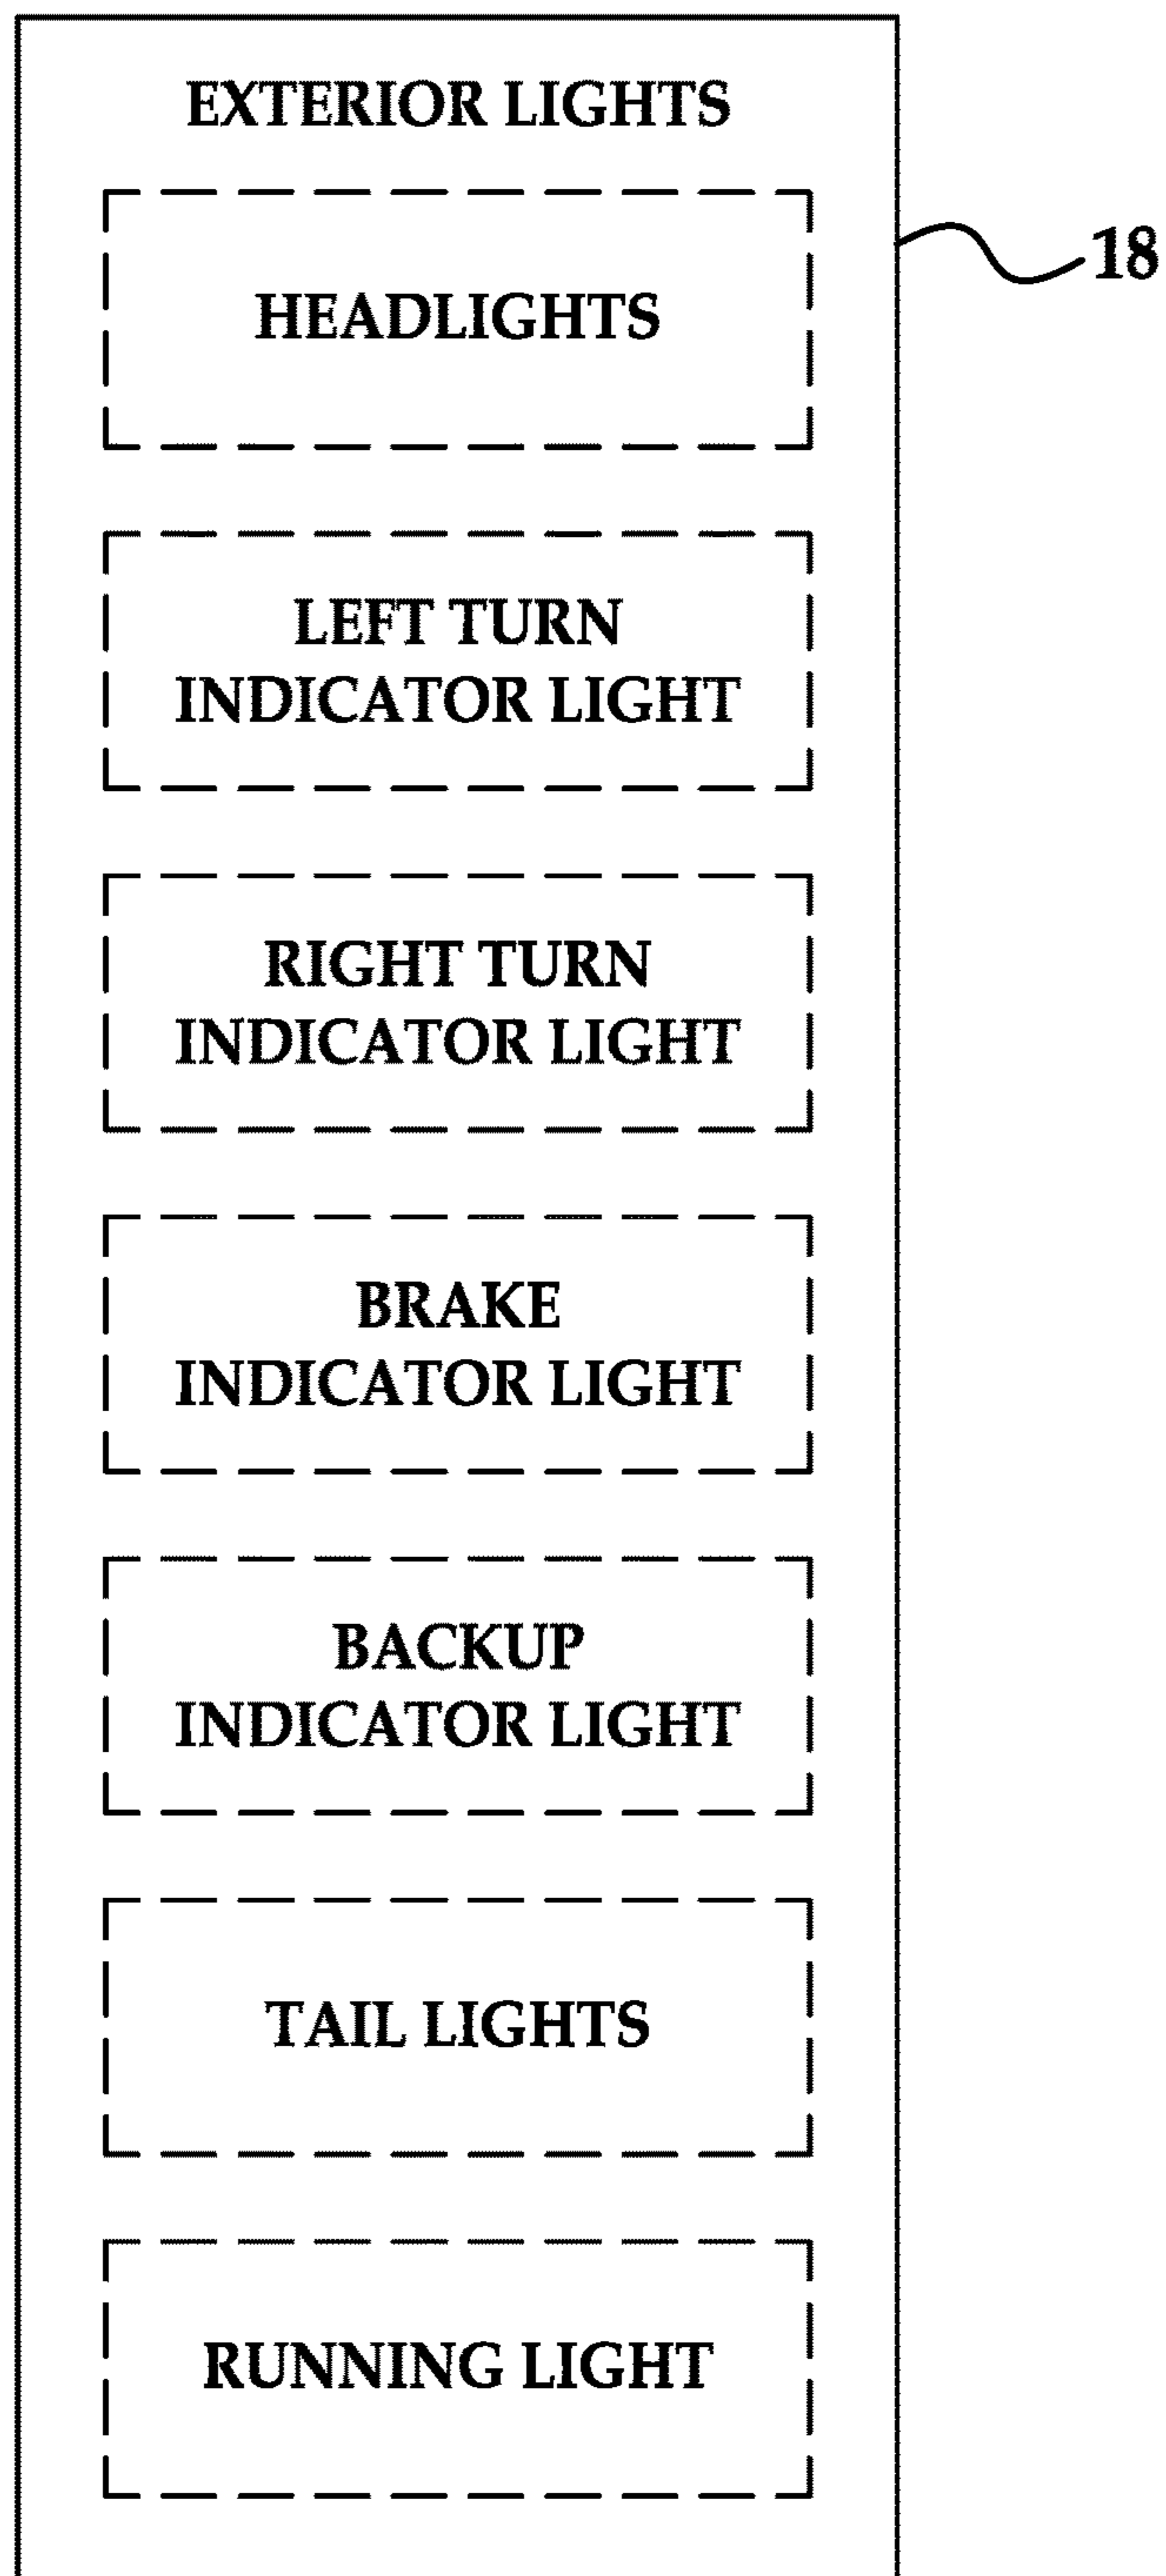 EXTERIOR LIGHTS
18
HEADLIGHTS
LEFT TURN
INDICATOR LIGHT
RIGHT TURN
INDICATOR LIGHT
BRAKE
INDICATOR LIGHT
BACKUP
INDICATOR LIGHT
TAIL LIGHTS
RUNNING LIGHT